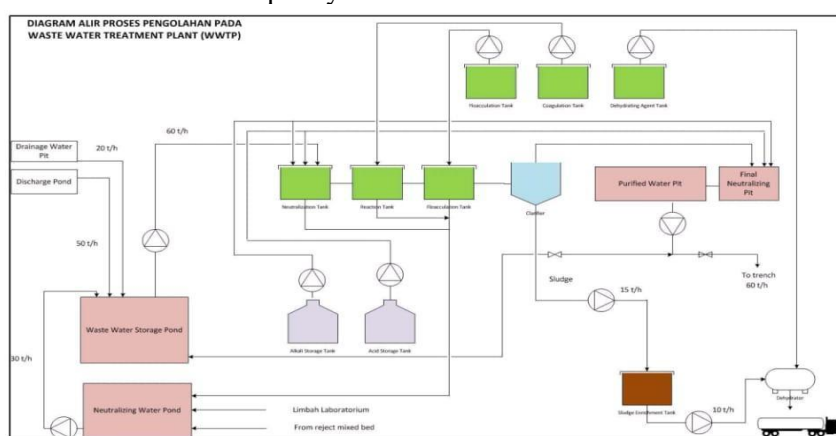 DIAGRAM ALIR PROSES PENGOLAHAN PADA
WASTE WATER TREATMENT PLANT (WWTP)
Floacculation Tank
Coagulation Tank
Dehydrating Agent Tank
60 t/h
Drainage Water
Pit
20 t/h
Discharge Pond
Neutralization Tank
Reaction Tank
Floacculation Tank
Clarifier
Purified Water Pit
Final
Neutralizing
Pit
50 t/h
Sludge
To trench
60 t/h
15 t/h
Waste Water Storage Pond
Alkali Storage Tank
Acid Storage Tank
30 t/h
Neutralizing Water Pond
Limbah Laboratorium
From reject mixed bed
Sludge Enrichment Tank
10 t/h
Dehydrator